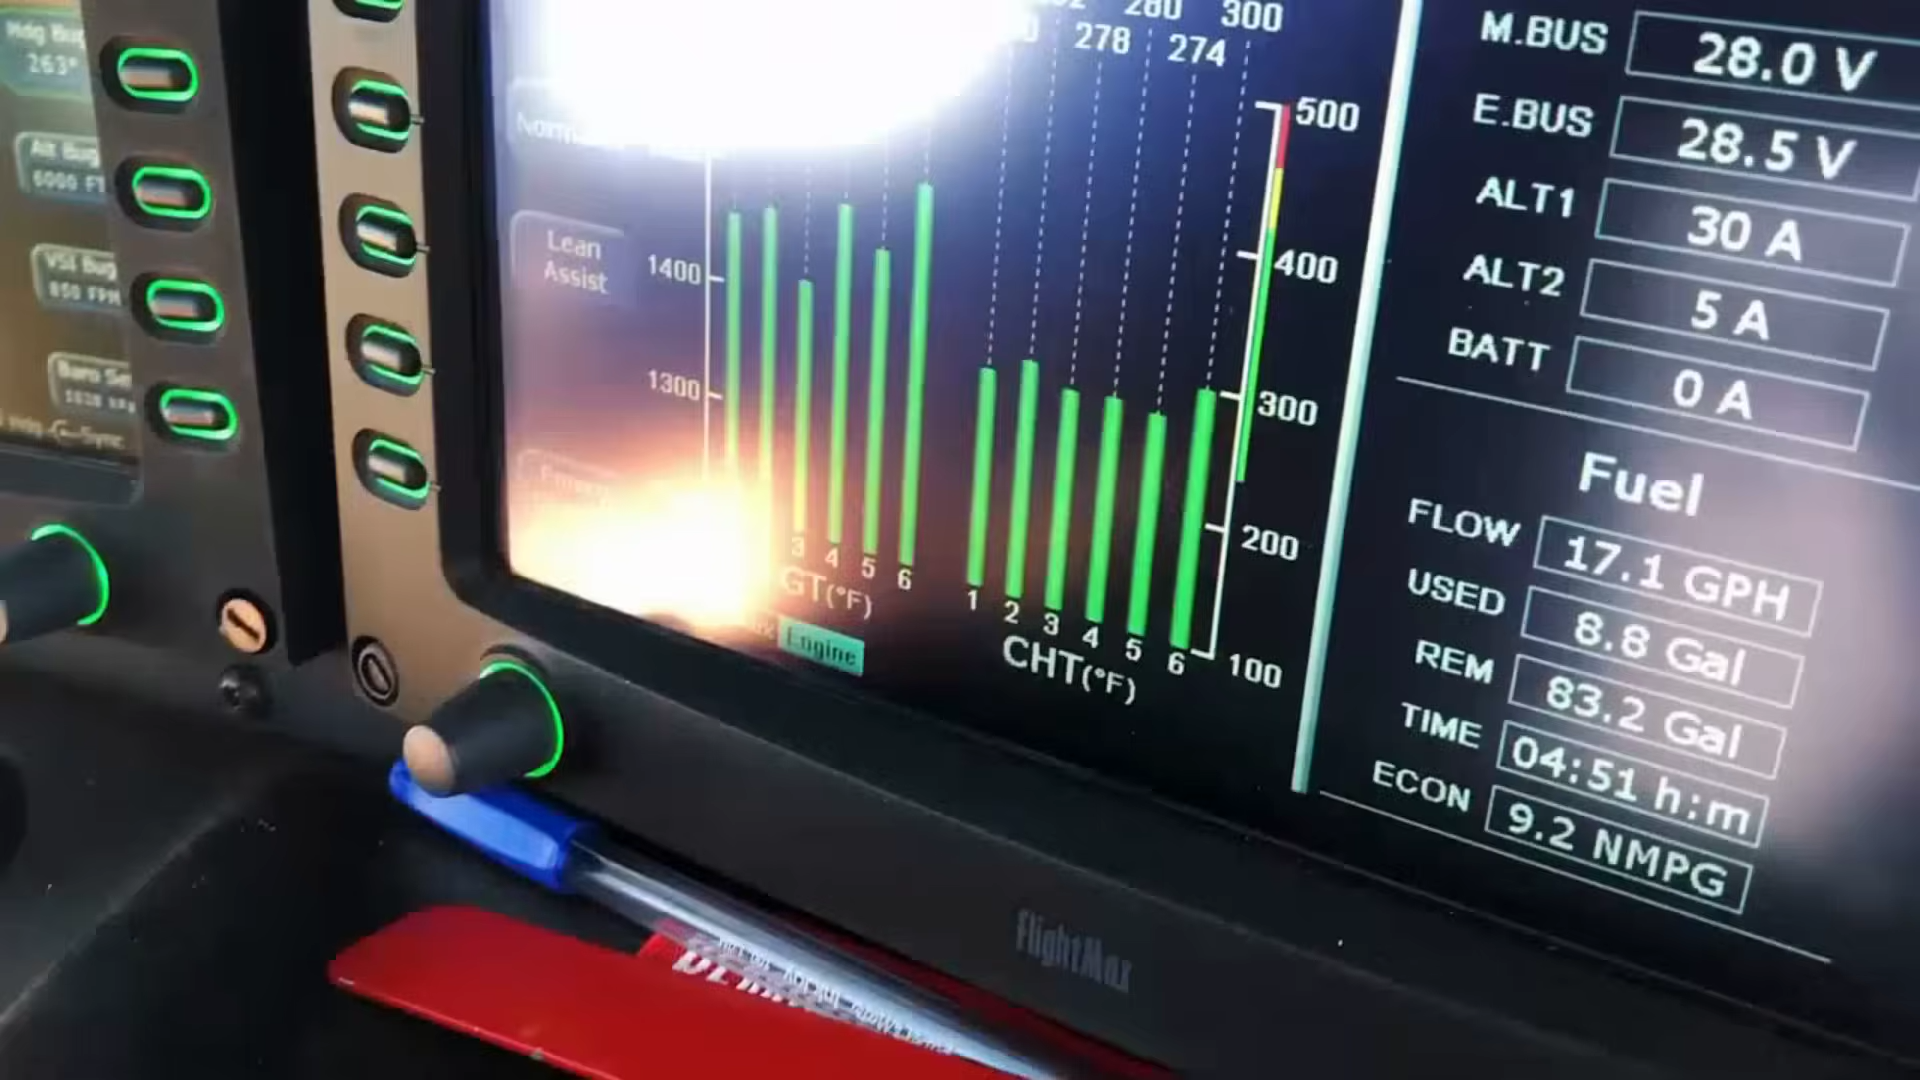 Hdg Bug
263°
Alt Bug
6000 FT
VSI Bug
850 FPM
Baro Set
Sync
Lean
Assist
1400
1300
3 4 5 6
GT(°F)
Engine
280 300
278 274
500
400
300
200
100
1 2 3 4 5 6
CHT(°F)
M.BUS 28.0 V
E.BUS 28.5 V
ALT1 30 A
ALT2 5 A
BATT 0 A
Fuel
FLOW 17.1 GPH
USED 8.8 Gal
REM 83.2 Gal
TIME 04:51 h:m
ECON 9.2 NMPG
FlightMax